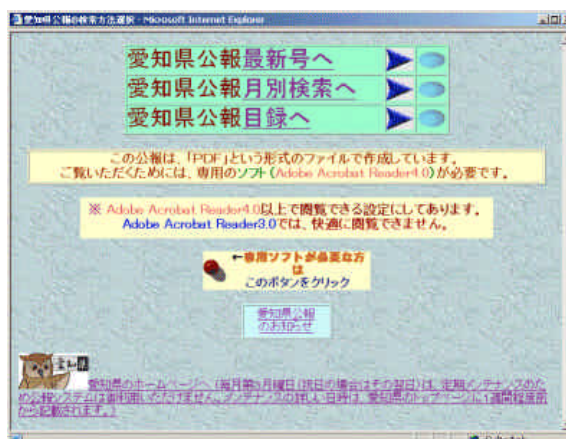 愛知県公報の検索方法選択 - Microsoft Internet Explorer
愛知県公報最新号へ
愛知県公報月別検索へ
愛知県公報目録へ
この公報は、「PDF」という形式のファイルで作成しています。
ご覧いただくためには、専用のソフト(Adobe Acrobat Reader4.0)が必要です。
※ Adobe Acrobat Reader4.0以上で閲覧できる設定にしてあります。
Adobe Acrobat Reader3.0では、快適に閲覧できません。
←専用ソフトが必要な方
は
このボタンをクリック
愛知県公報
のお知らせ
愛知県
愛知県のホームページへ (毎月第3月曜日(祝日の場合はその翌日)は、定期メンテナンスのた
め公報システムは御利用いただけません。メンテナンスの詳しい日時は、愛知県のトップページに1週間程度前
から記載されます。)